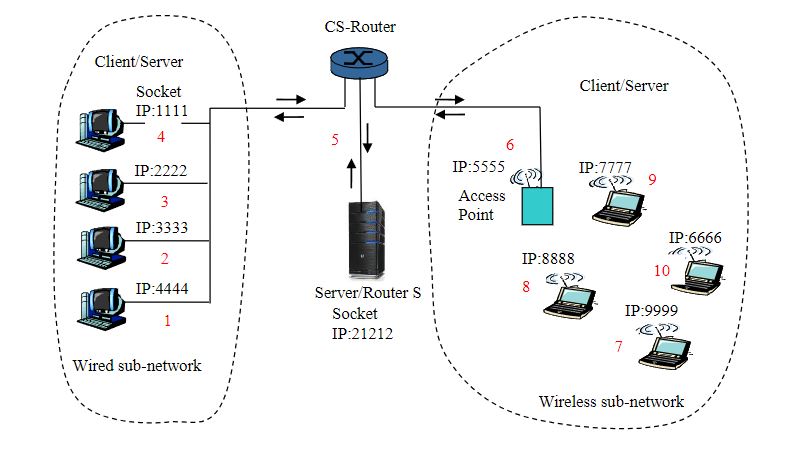 CS-Router
Client/Server
Socket
IP:1111
4
IP:2222
3
IP:3333
2
IP:4444
1
Wired sub-network
5
Server/Router S
Socket
IP:21212
Client/Server
6
IP:5555
Access
Point
IP:7777
9
IP:6666
10
IP:8888
8
IP:9999
7
Wireless sub-network